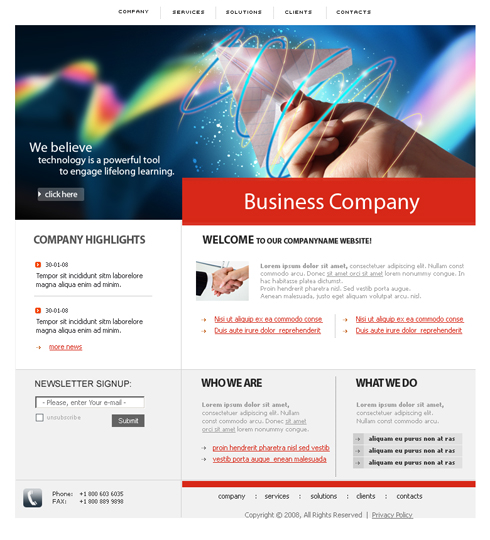 COMPANY
SERVICES
SOLUTIONS
CLIENTS
CONTACTS
We believe
technology is a powerful tool
to engage lifelong learning.
click here
Business Company
COMPANY HIGHLIGHTS
30-01-08
Tempor sit incididunt sitm laborelore
magna aliqua enim ad minim.
30-01-08
Tempor sit incididunt sitm laborelore
magna aliqua enim ad minim.
more news
WELCOME TO OUR COMPANYNAME WEBSITE!
Lorem ipsum dolor sit amet, consectetuer adipiscing elit. Nullam const
commodo arcu. Donec sit amet orci sit amet lorem nonummy congue. In
hac habitasse platea dictumst.
Proin hendrerit pharetra nisl. Sed vestib porta augue.
Aenean malesuada, justo eget aliquam volutpat arcu. nisl.
Nisi ut aliquip ex ea commodo conse
Duis aute irure dolor reprehenderit
Nisi ut aliquip ex ea commodo conse
Duis aute irure dolor reprehenderit
NEWSLETTER SIGNUP:
- Please, enter Your e-mail -
unsubscribe
Submit
WHO WE ARE
Lorem ipsum dolor sit amet,
consectetuer adipiscing elit. Nullam
const commodo arcu. Donec sit amet
orci sit amet lorem nonummy congue.
proin hendrerit pharetra nisl sed vestib
vestib porta augue enean malesuada
WHAT WE DO
Lorem ipsum dolor sit amet,
consectetuer adipiscing elit.
Nullam const commodo arcu.
aliquam eu purus non at ras
aliquam eu purus non at ras
aliquam eu purus non at ras
Phone: +1 800 603 6035
FAX: +1 800 889 9898
company : services : solutions : clients : contacts
Copyright © 2008, All Rights Reserved | Privacy Policy